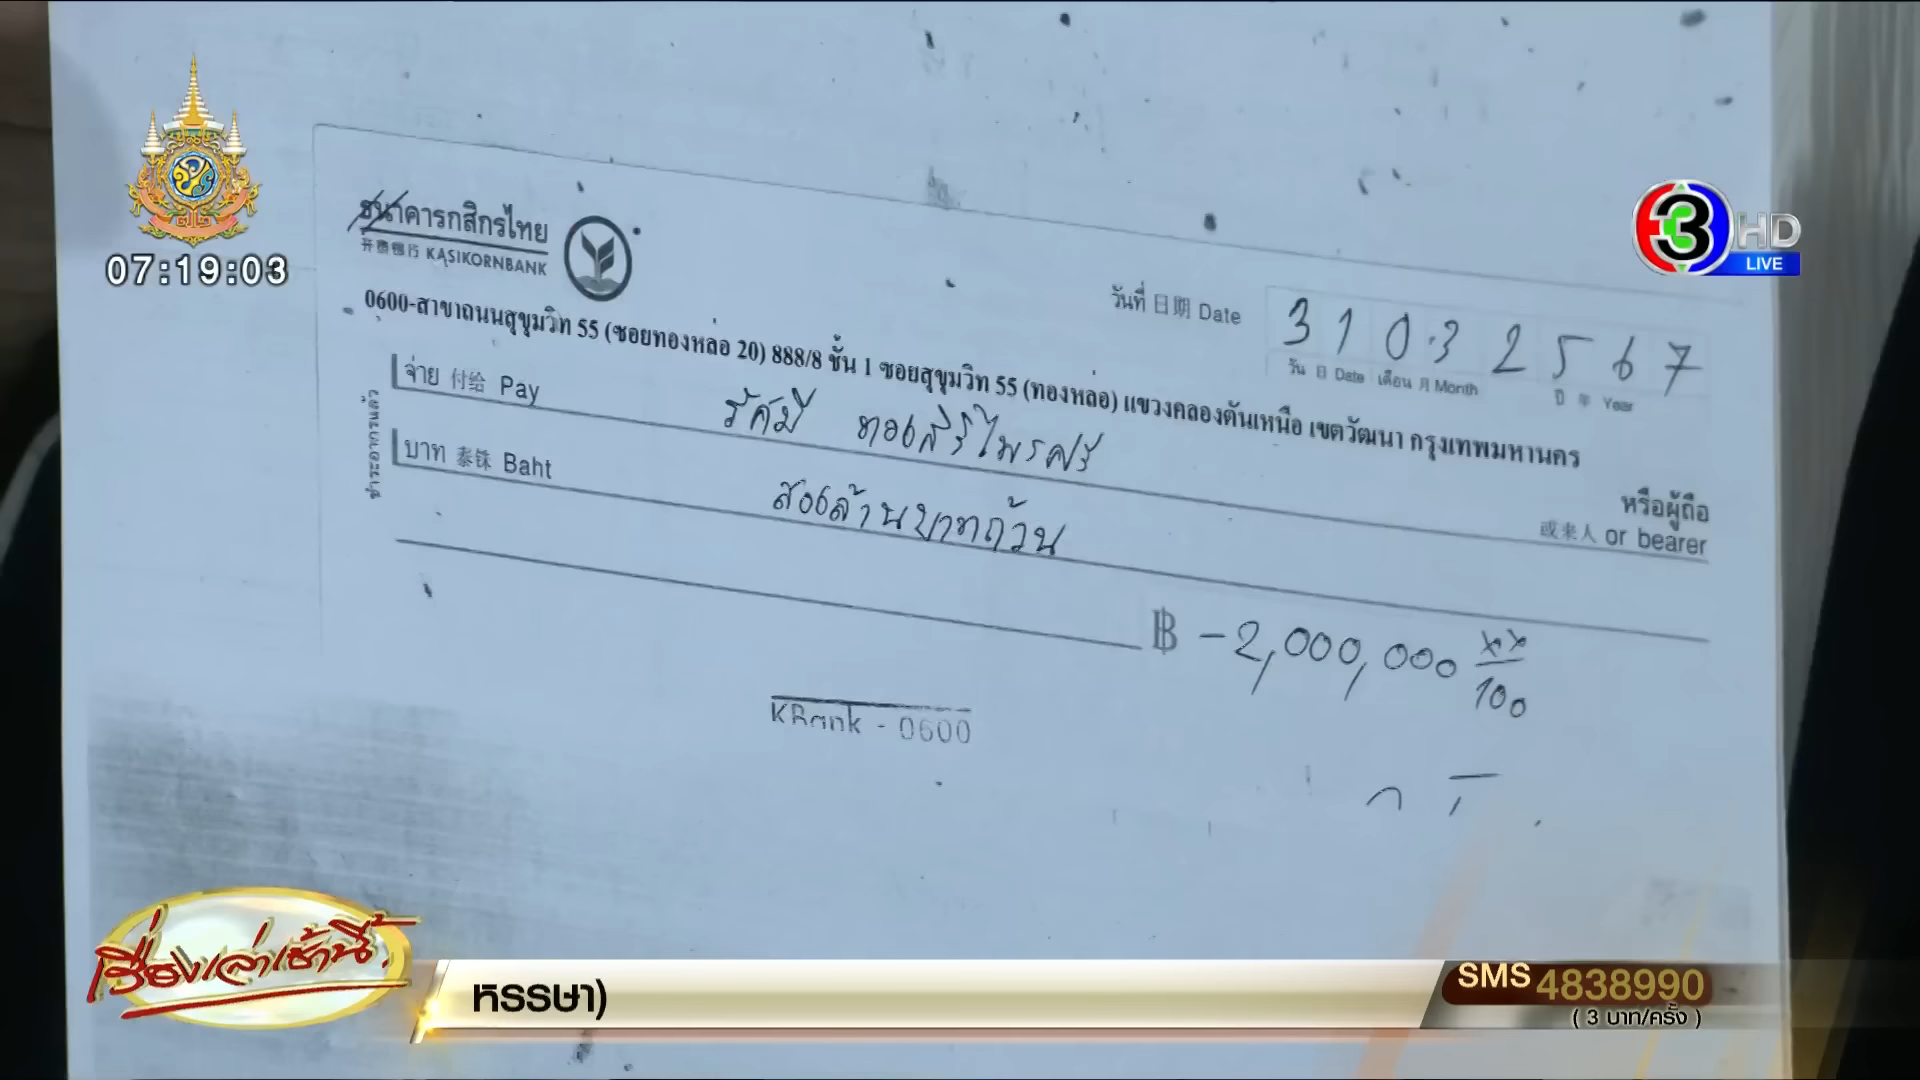 07:19:03
3 HD
LIVE
ธนาคารกสิกรไทย
开泰银行 KASIKORNBANK
วันที่ 日期 Date 31 03 2567
วัน 日 Date เดือน 月 Month ปี 年 Year
0600-สาขาถนนสุขุมวิท 55 (ซอยทองหล่อ 20) 888/8 ชั้น 1 ซอยสุขุมวิท 55 (ทองหล่อ) แขวงคลองตันเหนือ เขตวัฒนา กรุงเทพมหานคร
จ่าย 付给 Pay รัศมี ทองสิริไพรศรี
หรือผู้ถือ
或来人 or bearer
บาท 泰铢 Baht สองล้านบาทถ้วน
฿ -2,000,000 xx/100
KBank - 0600
เรื่องเล่าเช้านี้
หรรษา)
SMS 4838990
( 3 บาท/ครั้ง )